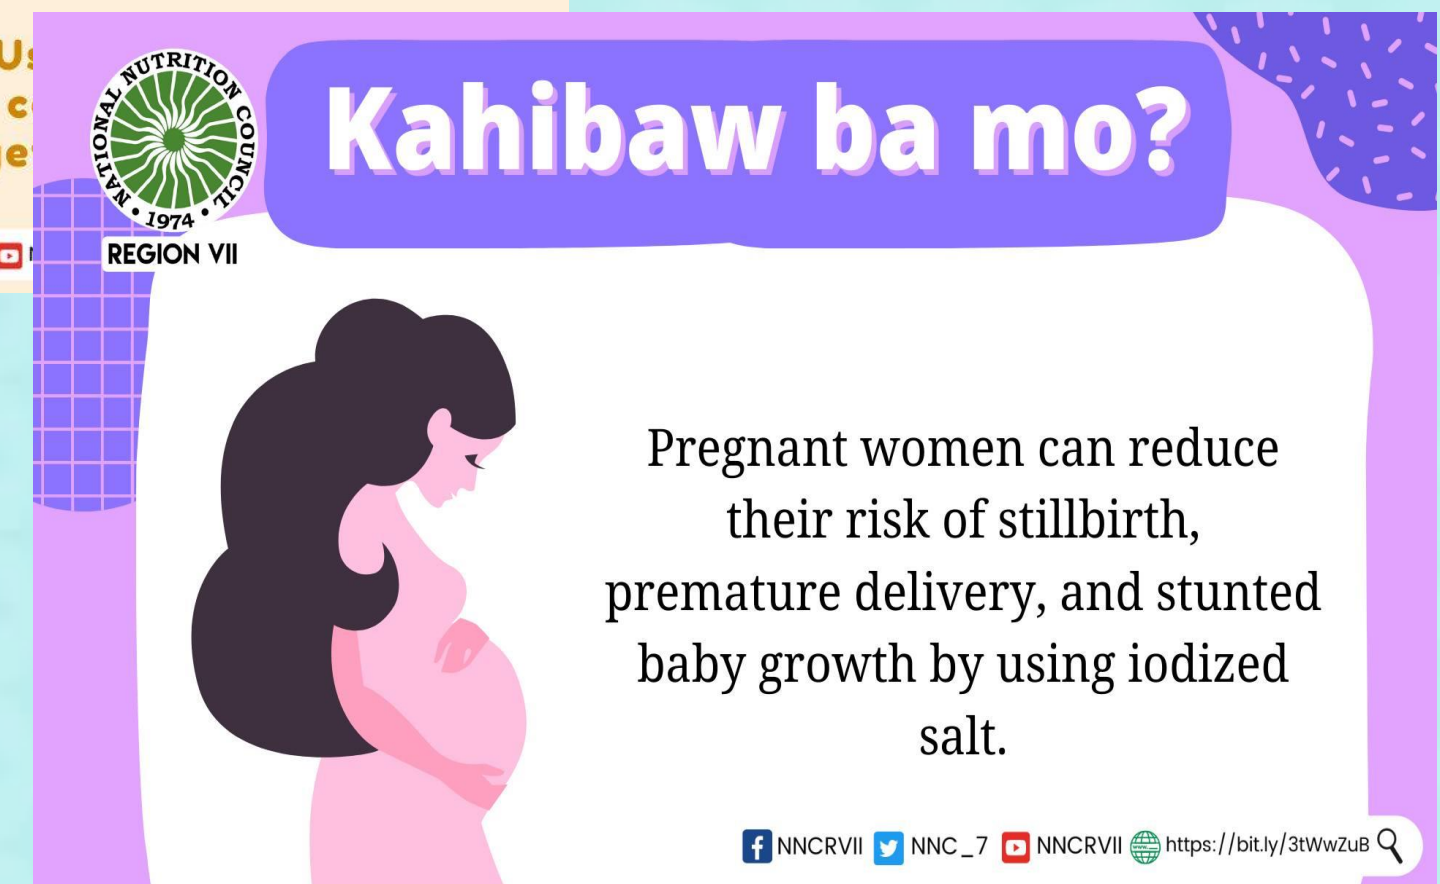 NATIONAL NUTRITION COUNCIL
• 1974 •
REGION VII
Kahibaw ba mo?
Pregnant women can reduce
their risk of stillbirth,
premature delivery, and stunted
baby growth by using iodized
salt.
NNCRVII NNC_7 NNCRVII https://bit.ly/3tWwZuB